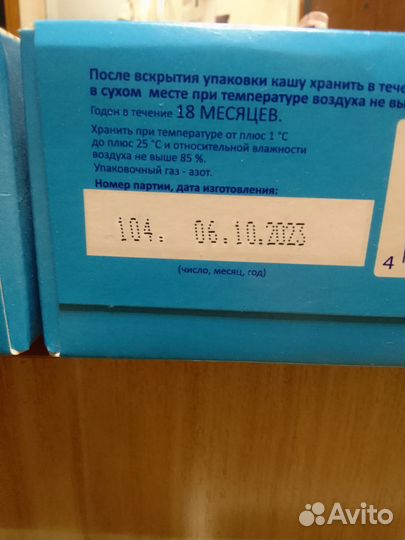 После вскрытия упаковки кашу хранить в тече
в сухом месте при температуре воздуха не вы
Годен в течение 18 МЕСЯЦЕВ.
Хранить при температуре от плюс 1 °С
до плюс 25 °С и относительной влажности
воздуха не выше 85 %.
Упаковочный газ - азот.
Номер партии, дата изготовления:
104. 06.10.2023
4
(число, месяц, год)
Avito